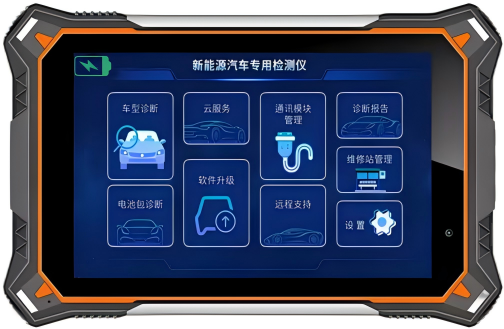 新能源汽车专用检测仪
车型诊断
云服务
通讯模块
管理
诊断报告
维修站管理
软件升级
电池包诊断
远程支持
设置